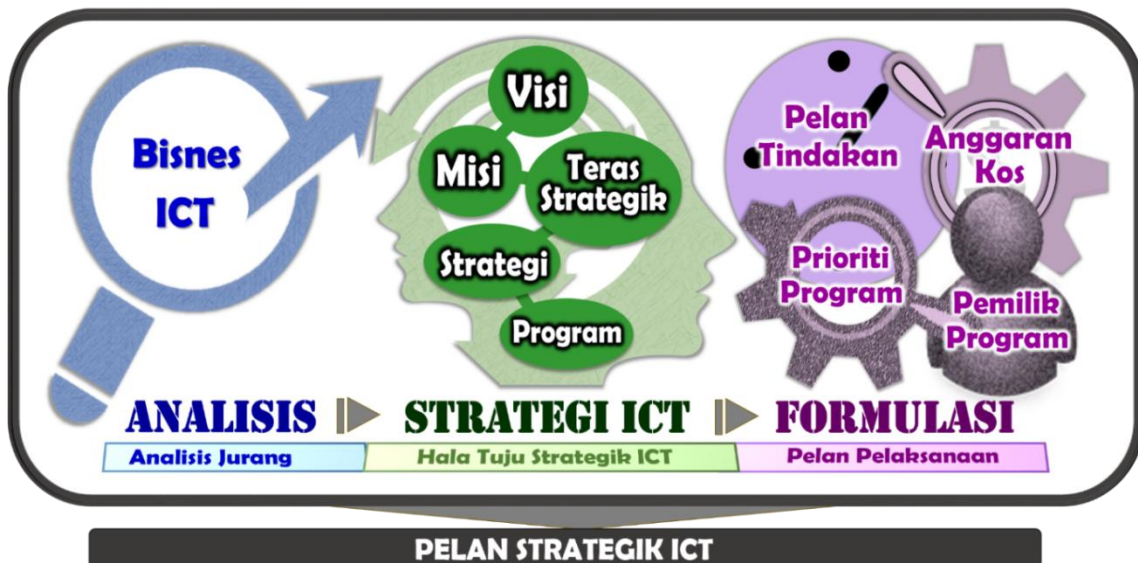 Bisnes
ICT
Visi
Misi
Teras
Strategik
Strategi
Program
Pelan
Tindakan
Anggaran
Kos
Prioriti
Program
Pemilik
Program
ANALISIS
STRATEGI ICT
FORMULASI
Analisis Jurang
Hala Tuju Strategik ICT
Pelan Pelaksanaan
PELAN STRATEGIK ICT